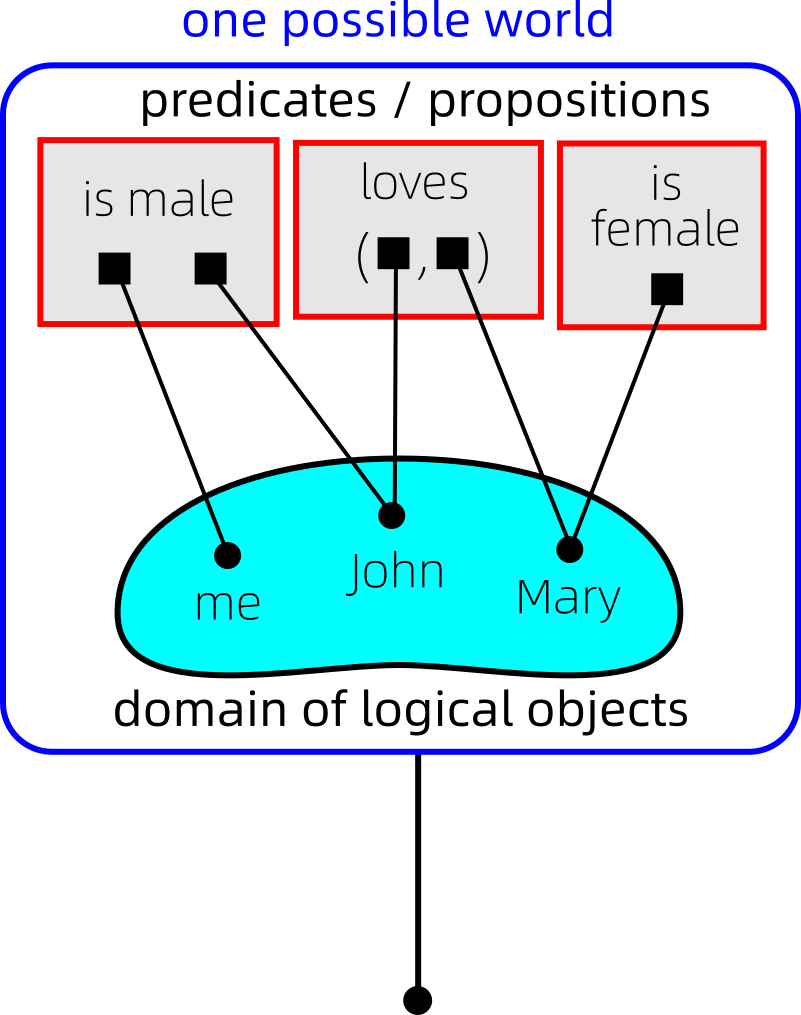 one possible world
predicates / propositions
is male
loves
( , )
is
female
me
John
Mary
domain of logical objects